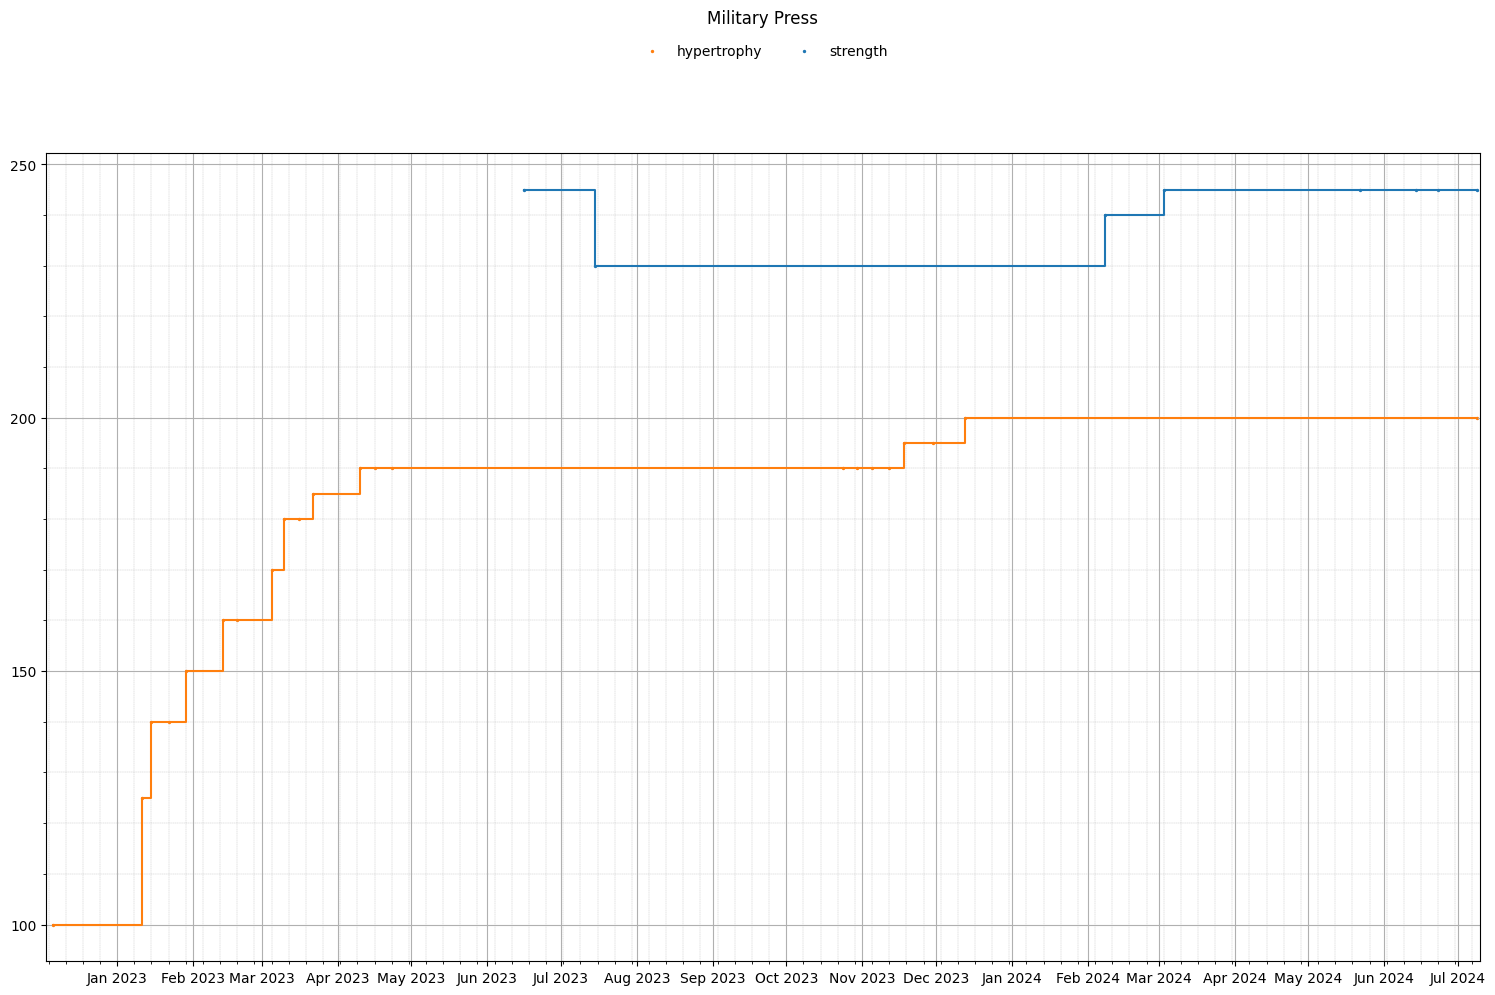 Military Press
hypertrophy strength
250
200
150
100
Jan 2023 Feb 2023 Mar 2023 Apr 2023 May 2023 Jun 2023 Jul 2023 Aug 2023 Sep 2023 Oct 2023 Nov 2023 Dec 2023 Jan 2024 Feb 2024 Mar 2024 Apr 2024 May 2024 Jun 2024 Jul 2024